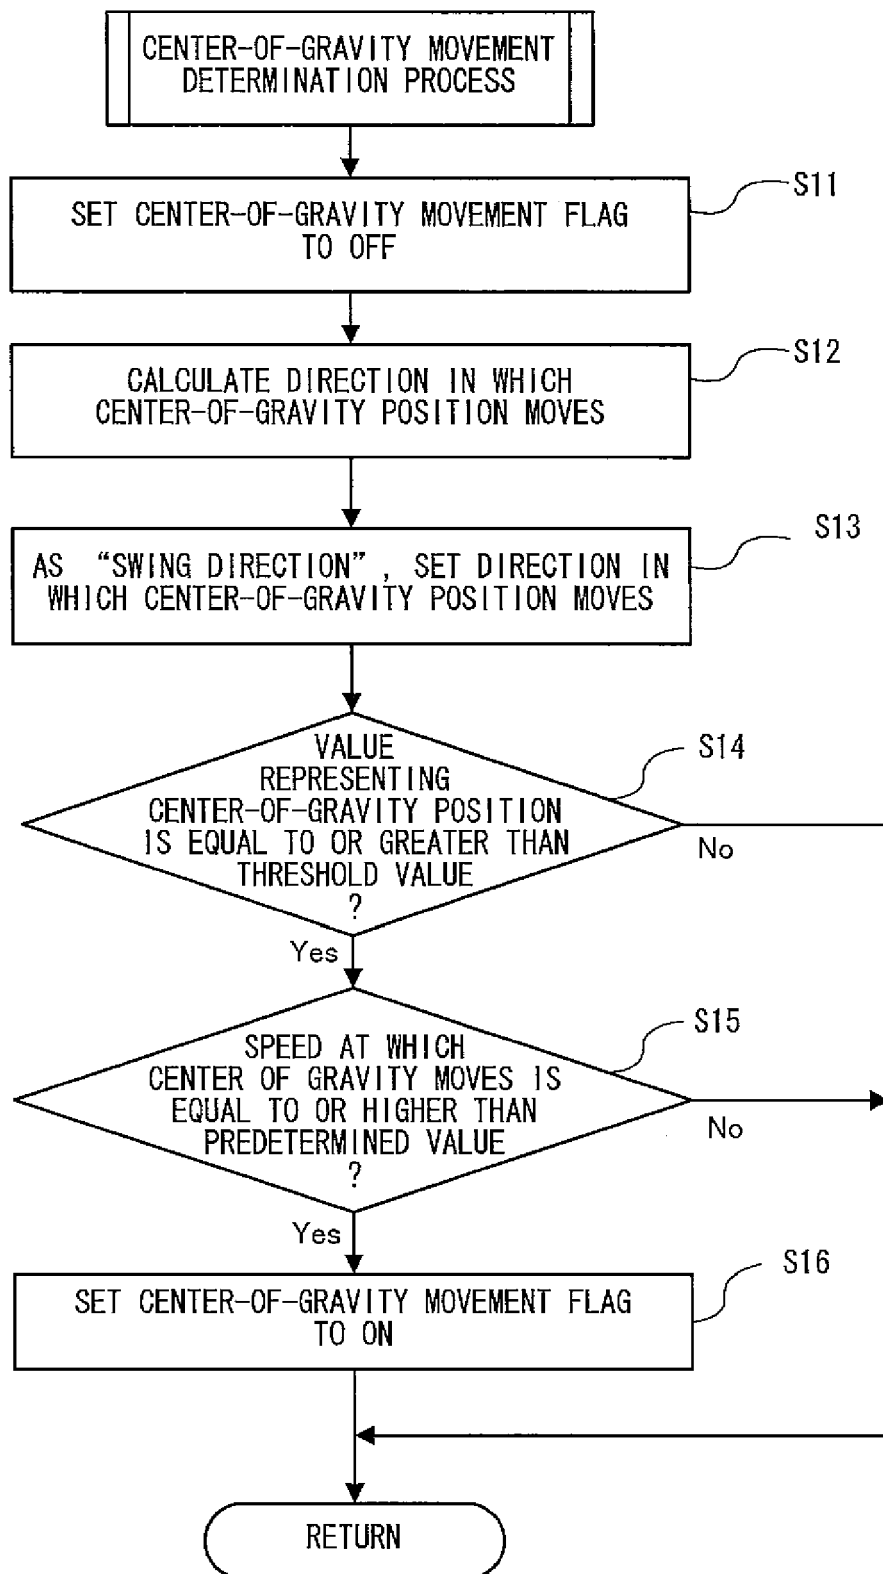 CENTER-OF-GRAVITY MOVEMENT
DETERMINATION PROCESS
S11
SET CENTER-OF-GRAVITY MOVEMENT FLAG
TO OFF
S12
CALCULATE DIRECTION IN WHICH
CENTER-OF-GRAVITY POSITION MOVES
S13
AS “SWING DIRECTION”, SET DIRECTION IN
WHICH CENTER-OF-GRAVITY POSITION MOVES
S14
VALUE
REPRESENTING
CENTER-OF-GRAVITY POSITION
IS EQUAL TO OR GREATER THAN
THRESHOLD VALUE
?
No
Yes
S15
SPEED AT WHICH
CENTER OF GRAVITY MOVES IS
EQUAL TO OR HIGHER THAN
PREDETERMINED VALUE
?
No
Yes
S16
SET CENTER-OF-GRAVITY MOVEMENT FLAG
TO ON
RETURN